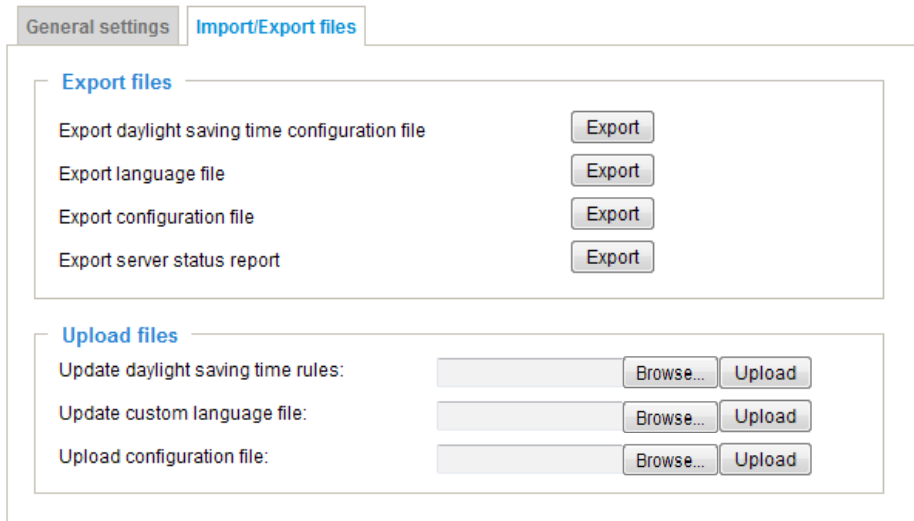 General settings Import/Export files
Export files
Export daylight saving time configuration file Export
Export language file Export
Export configuration file Export
Export server status report Export
Upload files
Update daylight saving time rules: Browse... Upload
Update custom language file: Browse... Upload
Upload configuration file: Browse... Upload